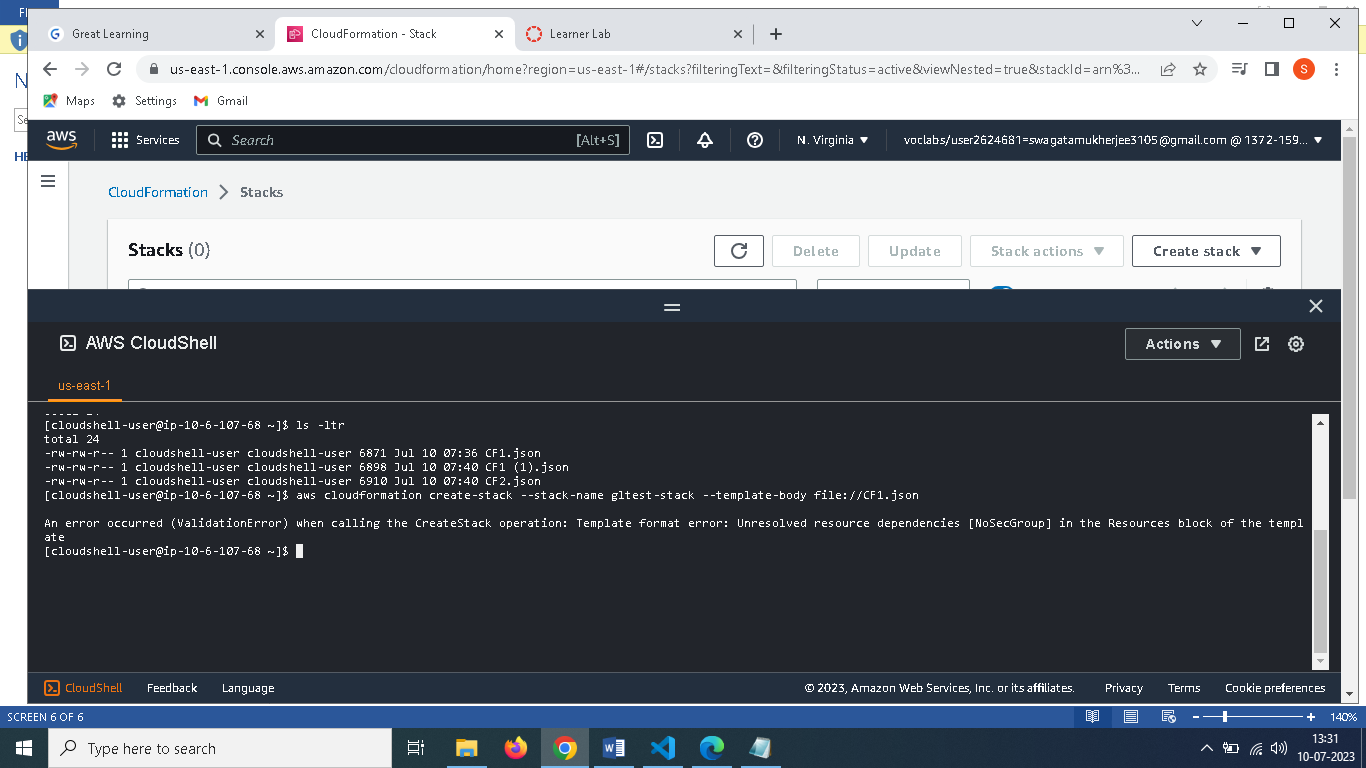 FI
Great Learning
CloudFormation - Stack
Learner Lab
us-east-1.console.aws.amazon.com/cloudformation/home?region=us-east-1#/stacks?filteringText=&filteringStatus=active&viewNested=true&stackId=arn%3...
S
Maps
Settings
Gmail
N
Se
HE
aws
Services
Search
[Alt+S]
N. Virginia
voclabs/user2624681=swagatamukherjee3105@gmail.com @ 1372-159...
CloudFormation
Stacks
Stacks (0)
Delete
Update
Stack actions
Create stack
AWS CloudShell
Actions
us-east-1
[cloudshell-user@ip-10-6-107-68 ~]$ ls -ltr
total 24
-rw-rw-r-- 1 cloudshell-user cloudshell-user 6871 Jul 10 07:36 CF1.json
-rw-rw-r-- 1 cloudshell-user cloudshell-user 6898 Jul 10 07:40 CF1 (1).json
-rw-rw-r-- 1 cloudshell-user cloudshell-user 6910 Jul 10 07:40 CF2.json
[cloudshell-user@ip-10-6-107-68 ~]$ aws cloudformation create-stack --stack-name gltest-stack --template-body file://CF1.json
An error occurred (ValidationError) when calling the CreateStack operation: Template format error: Unresolved resource dependencies [NoSecGroup] in the Resources block of the templ
ate
[cloudshell-user@ip-10-6-107-68 ~]$
CloudShell
Feedback
Language
© 2023, Amazon Web Services, Inc. or its affiliates.
Privacy
Terms
Cookie preferences
SCREEN 6 OF 6
140%
Type here to search
13:31
10-07-2023